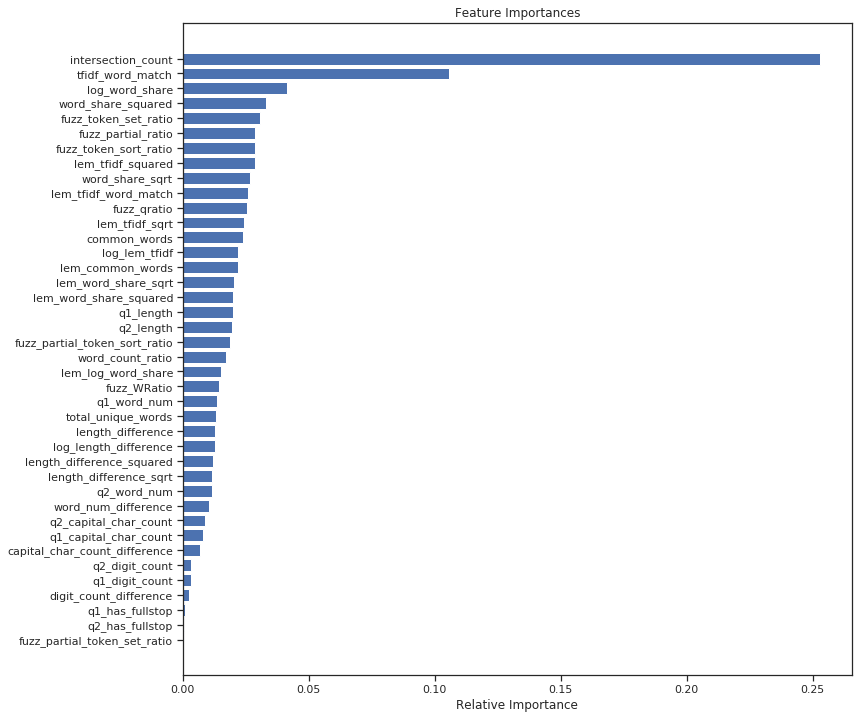 Feature Importances
intersection_count
tfidf_word_match
log_word_share
word_share_squared
fuzz_token_set_ratio
fuzz_partial_ratio
fuzz_token_sort_ratio
lem_tfidf_squared
word_share_sqrt
lem_tfidf_word_match
fuzz_qratio
lem_tfidf_sqrt
common_words
log_lem_tfidf
lem_common_words
lem_word_share_sqrt
lem_word_share_squared
q1_length
q2_length
fuzz_partial_token_sort_ratio
word_count_ratio
lem_log_word_share
fuzz_WRatio
q1_word_num
total_unique_words
length_difference
log_length_difference
length_difference_squared
length_difference_sqrt
q2_word_num
word_num_difference
q2_capital_char_count
q1_capital_char_count
capital_char_count_difference
q2_digit_count
q1_digit_count
digit_count_difference
q1_has_fullstop
q2_has_fullstop
fuzz_partial_token_set_ratio
0.00 0.05 0.10 0.15 0.20 0.25
Relative Importance